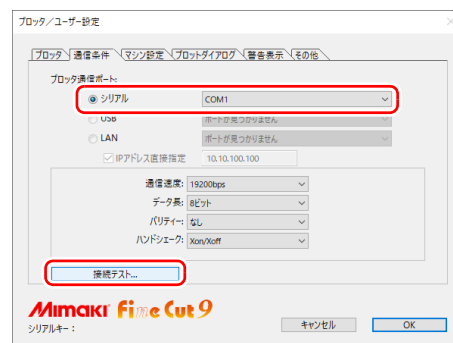 プロッタ／ユーザー設定
プロッタ 通信条件 マシン設定 プロットダイアログ 警告表示 その他
プロッタ通信ポート:
シリアル COM1
USB ポートが見つかりません
LAN ポートが見つかりません
IPアドレス直接指定 10.10.100.100
通信速度: 19200bps
データ長: 8ビット
パリティー: なし
ハンドシェーク: Xon/Xoff
接続テスト...
Mimaki Fine Cut 9
シリアルキー：
キャンセル OK